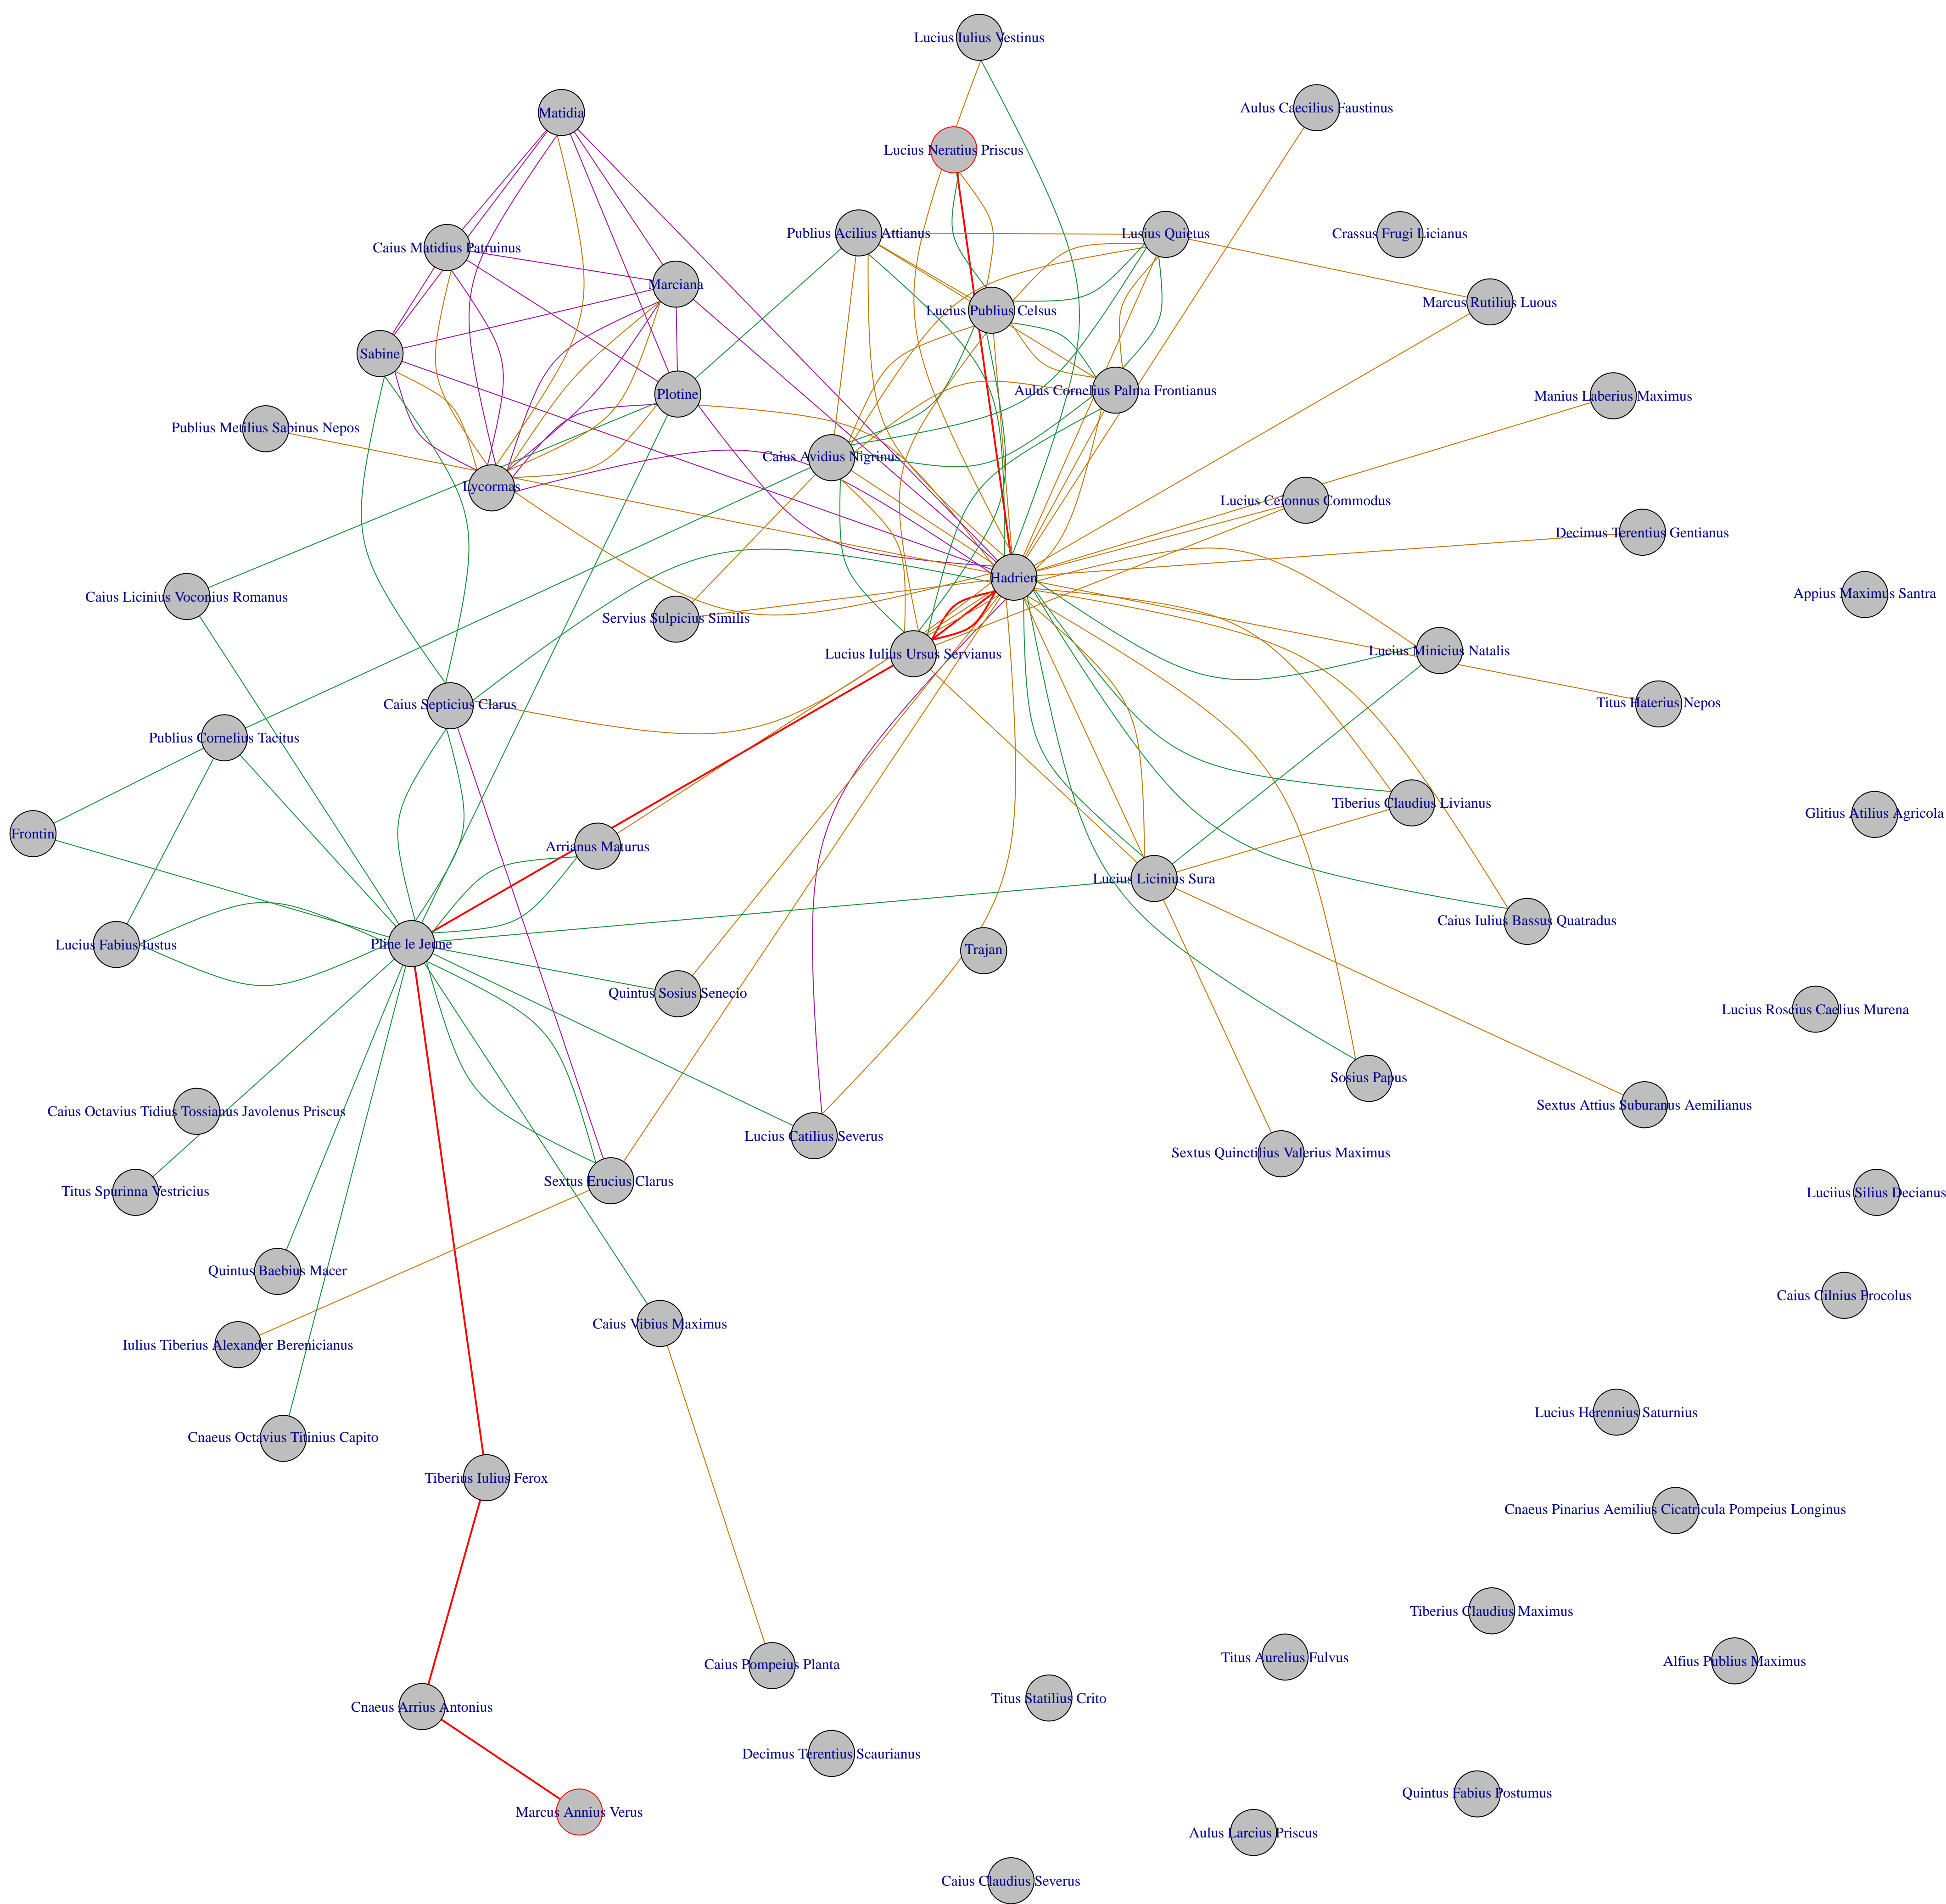 Lucius Iulius Vestinus
Matidia
Aulus Caecilius Faustinus
Lucius Neratius Priscus
Publius Acilius Attianus
Lusius Quietus
Crassus Frugi Licianus
Caius Matidius Patruinus
Marciana
Lucius Publius Celsus
Marcus Rutilius Luous
Sabine
Plotine
Aulus Cornelius Palma Frontianus
Manius Laberius Maximus
Publius Metilius Sabinus Nepos
Caius Avidius Nigrinus
Lycormas
Lucius Ceionnus Commodus
Decimus Terentius Gentianus
Hadrien
Caius Licinius Voconius Romanus
Appius Maximus Santra
Servius Sulpicius Similis
Lucius Iulius Ursus Servianus
Lucius Minicius Natalis
Caius Septicius Clarus
Titus Haterius Nepos
Publius Cornelius Tacitus
Tiberius Claudius Livianus
Glitius Atilius Agricola
Frontin
Arrianus Maturus
Lucius Licinius Sura
Caius Iulius Bassus Quatradus
Lucius Fabius Iustus
Pline le Jeune
Trajan
Quintus Sosius Senecio
Lucius Roscius Caelius Murena
Sosius Papus
Caius Octavius Tidius Tossianus Javolenus Priscus
Sextus Attius Suburanus Aemilianus
Lucius Catilius Severus
Sextus Quinctilius Valerius Maximus
Sextus Erucius Clarus
Titus Spurinna Vestricius
Luciius Silius Decianus
Quintus Baebius Macer
Caius Cilnius Procolus
Caius Vibius Maximus
Iulius Tiberius Alexander Berenicianus
Lucius Herennius Saturnius
Cnaeus Octavius Titinius Capito
Tiberius Iulius Ferox
Cnaeus Pinarius Aemilius Cicatricula Pompeius Longinus
Tiberius Claudius Maximus
Titus Aurelius Fulvus
Alfius Publius Maximus
Caius Pompeius Planta
Titus Statilius Crito
Cnaeus Arrius Antonius
Decimus Terentius Scaurianus
Quintus Fabius Postumus
Marcus Annius Verus
Aulus Larcius Priscus
Caius Claudius Severus